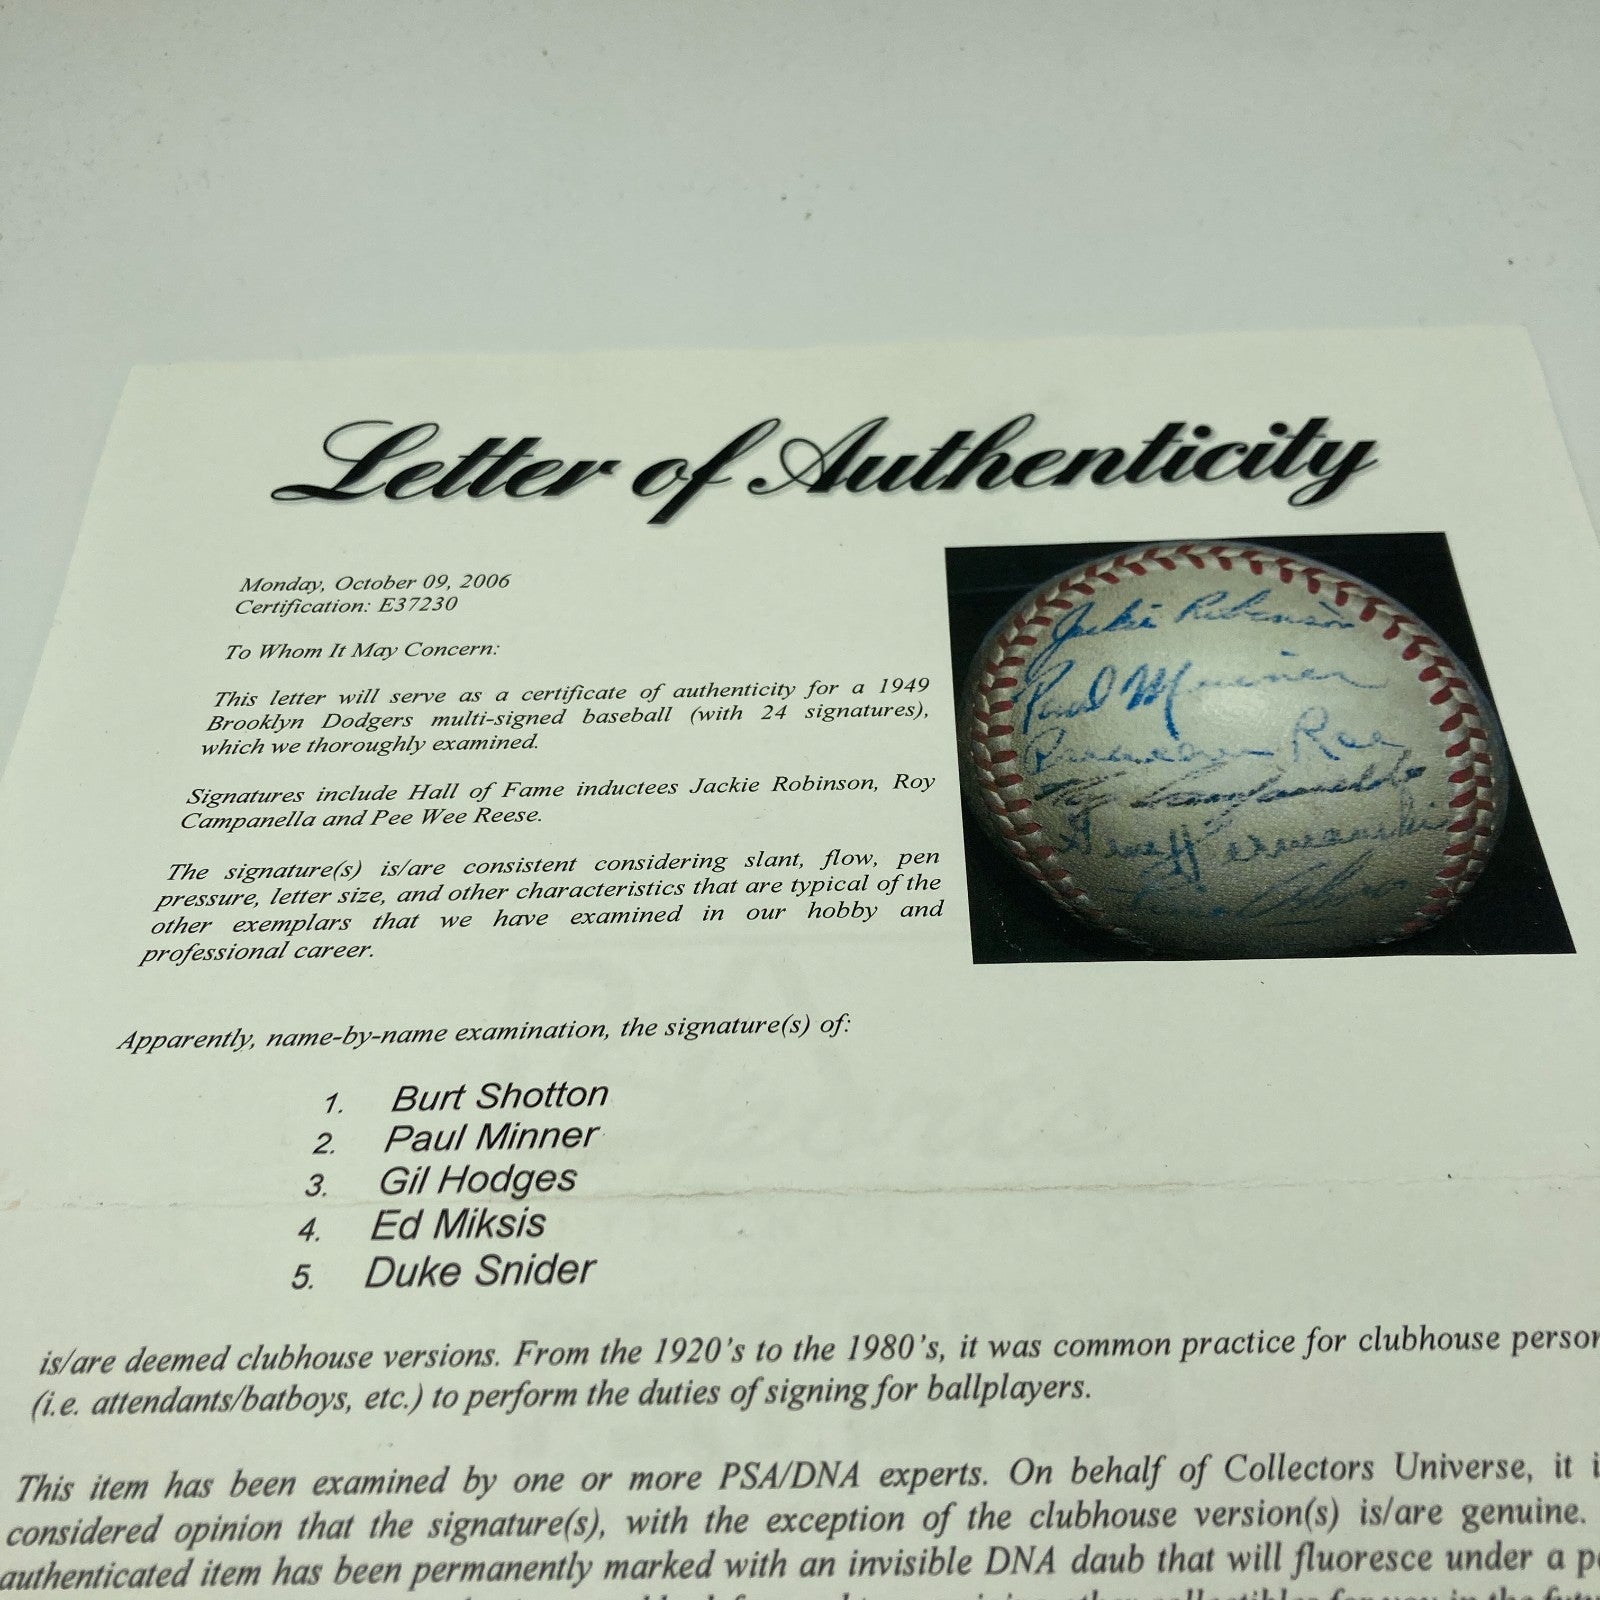 Letter of Authenticity
Monday, October 09, 2006
Certification: E37230
To Whom It May Concern:
This letter will serve as a certificate of authenticity for a 1949
Brooklyn Dodgers multi-signed baseball (with 24 signatures),
which we thoroughly examined.
Signatures include Hall of Fame inductees Jackie Robinson, Roy
Campanella and Pee Wee Reese.
The signature(s) is/are consistent considering slant, flow, pen
pressure, letter size, and other characteristics that are typical of the
other exemplars that we have examined in our hobby and
professional career.
Jackie Robinson
Paul Minner
Apparently, name-by-name examination, the signature(s) of:
1. Burt Shotton
2. Paul Minner
3. Gil Hodges
4. Ed Miksis
5. Duke Snider
is/are deemed clubhouse versions. From the 1920's to the 1980's, it was common practice for clubhouse person
(i.e. attendants/batboys, etc.) to perform the duties of signing for ballplayers.
This item has been examined by one or more PSA/DNA experts. On behalf of Collectors Universe, it i
considered opinion that the signature(s), with the exception of the clubhouse version(s) is/are genuine.
authenticated item has been permanently marked with an invisible DNA daub that will fluoresce under a p